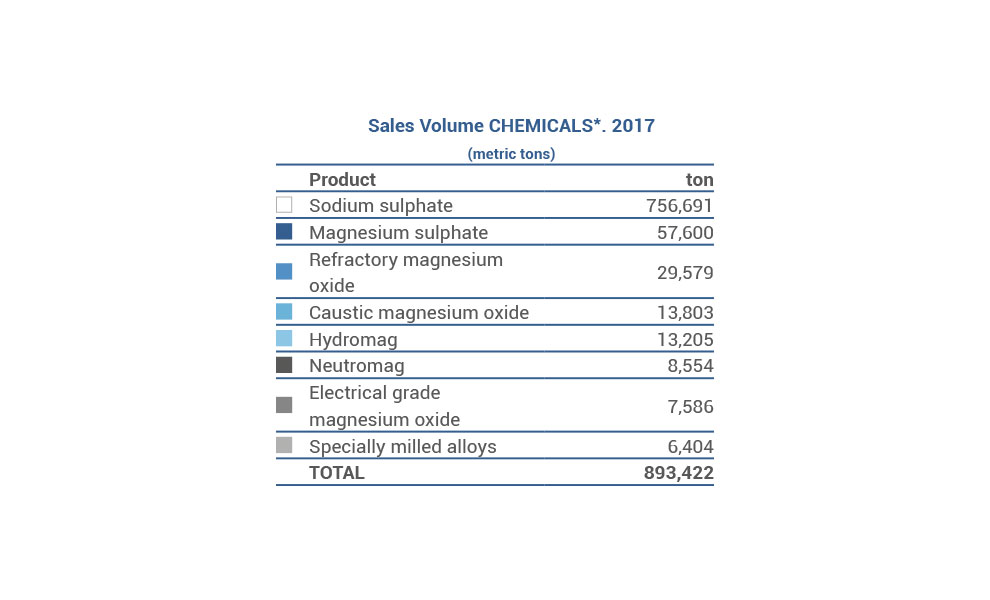 Sales Volume CHEMICALS*. 2017
(metric tons)
Product ton
Sodium sulphate 756,691
Magnesium sulphate 57,600
Refractory magnesium
oxide 29,579
Caustic magnesium oxide 13,803
Hydromag 13,205
Neutromag 8,554
Electrical grade
magnesium oxide 7,586
Specially milled alloys 6,404
TOTAL 893,422